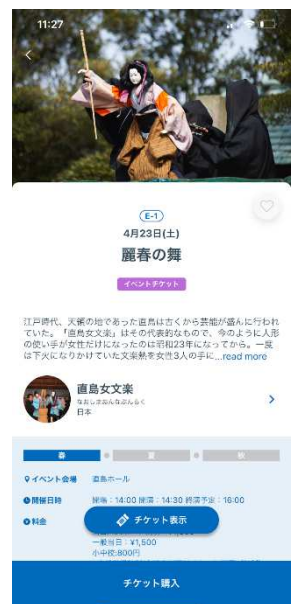 11:27
E-1
4月23日(土)
麗春の舞
イベントチケット
江戸時代、天領の地であった直島は古くから芸能が盛んに行われ
ていた。「直島女文楽」はその代表的なもので、今のように人形
の使い手が女性だけになったのは昭和23年になってから。一度
は下火になりかけていた文楽熱を女性3人の手に...read more
直島女文楽
なおしまおんなぶんらく
日本
春
夏
秋
イベント会場 直島ホール
開催日時 開場：14:00 開演：14:30 終演予定：16:00
料金
チケット表示
一般当日：¥1,500
小中校:800円
チケット購入